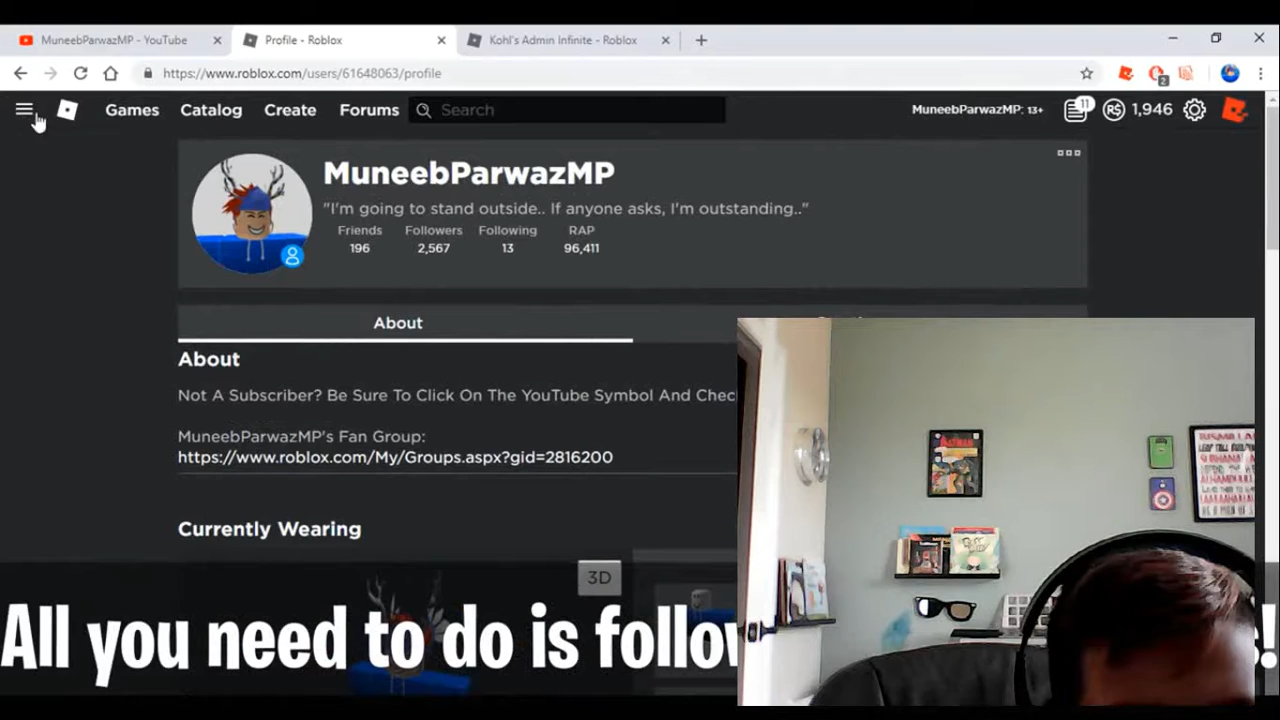 MuneebParwazMP - YouTube
Profile - Roblox
Kohl's Admin Infinite - Roblox
https://www.roblox.com/users/61648063/profile
2
Games
Catalog
Create
Forums
Search
MuneebParwazMP: 13+
11
R$
1,946
MuneebParwazMP
"I'm going to stand outside.. If anyone asks, I'm outstanding.."
Friends
Followers
Following
RAP
196
2,567
13
96,411
About
About
Not A Subscriber? Be Sure To Click On The YouTube Symbol And Chec
MuneebParwazMP's Fan Group:
https://www.roblox.com/My/Groups.aspx?gid=2816200
Currently Wearing
3D
All you need to do is follow
s!
BATMAN